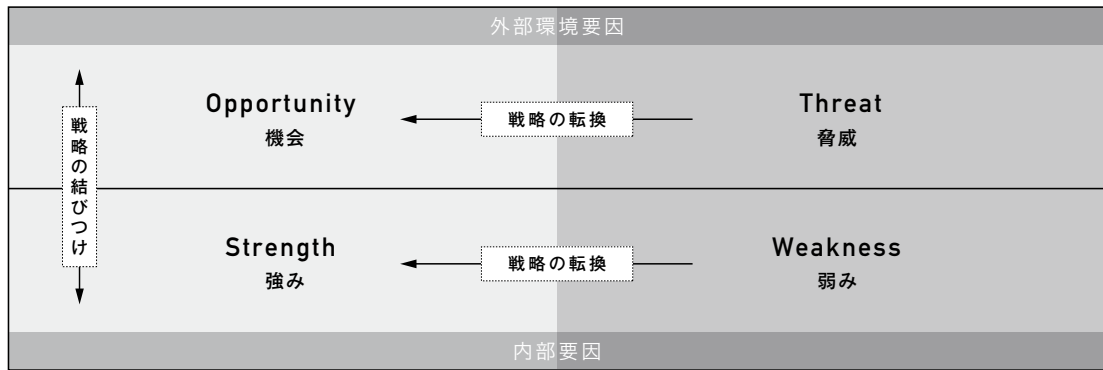 外部環境要因
Opportunity
機会
戦略の転換
Threat
脅威
戦略の結びつけ
Strength
強み
戦略の転換
Weakness
弱み
内部要因